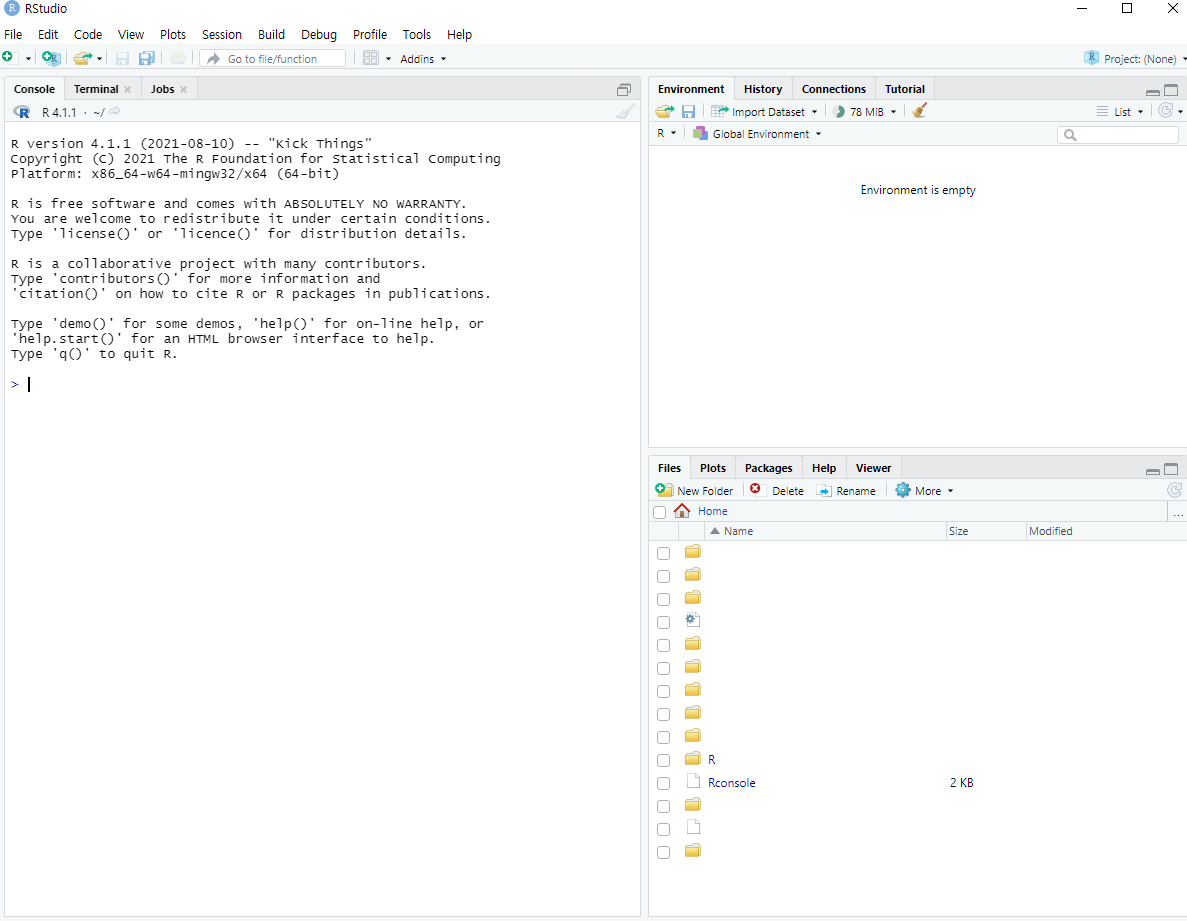 RStudio
File Edit Code View Plots Session Build Debug Profile Tools Help
Go to file/function Addins Project: (None)
Console Terminal Jobs
R 4.1.1 · ~/
R version 4.1.1 (2021-08-10) -- "Kick Things"
Copyright (C) 2021 The R Foundation for Statistical Computing
Platform: x86_64-w64-mingw32/x64 (64-bit)
R is free software and comes with ABSOLUTELY NO WARRANTY.
You are welcome to redistribute it under certain conditions.
Type 'license()' or 'licence()' for distribution details.
R is a collaborative project with many contributors.
Type 'contributors()' for more information and
'citation()' on how to cite R or R packages in publications.
Type 'demo()' for some demos, 'help()' for on-line help, or
'help.start()' for an HTML browser interface to help.
Type 'q()' to quit R.
>
Environment History Connections Tutorial
Import Dataset 78 MiB List
R Global Environment
Environment is empty
Files Plots Packages Help Viewer
New Folder Delete Rename More
Home ...
Name Size Modified
R
Rconsole 2 KB